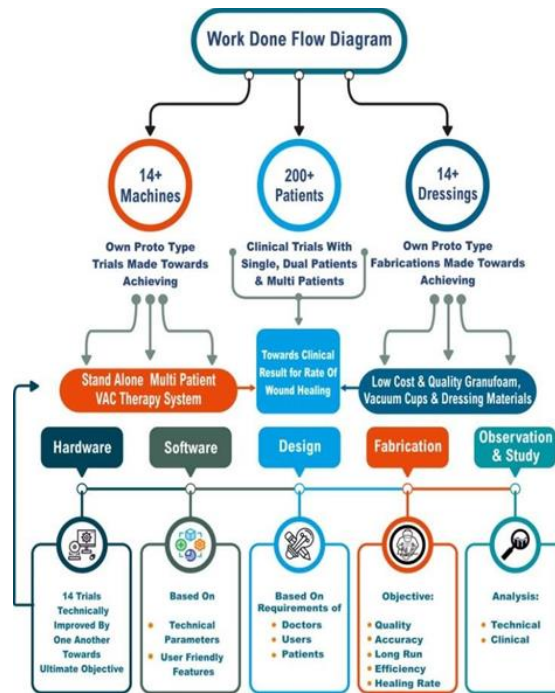 Work Done Flow Diagram
14+
Machines
200+
Patients
14+
Dressings
Own Proto Type
Trials Made Towards
Achieving
Clinical Trials With
Single, Dual Patients
& Multi Patients
Own Proto Type
Fabrications Made Towards
Achieving
Stand Alone Multi Patient
VAC Therapy System
Towards Clinical
Result for Rate Of
Wound Healing
Low Cost & Quality Granufoam,
Vacuum Cups & Dressing Materials
Hardware
Software
Design
Fabrication
Observation
& Study
14 Trials
Technically
Improved By
One Another
Towards
Ultimate Objective
Based On
Technical
Parameters
User Friendly
Features
Based On
Requirements of
Doctors
Users
Patients
Objective:
Quality
Accuracy
Long Run
Efficiency
Healing Rate
Analysis:
Technical
Clinical